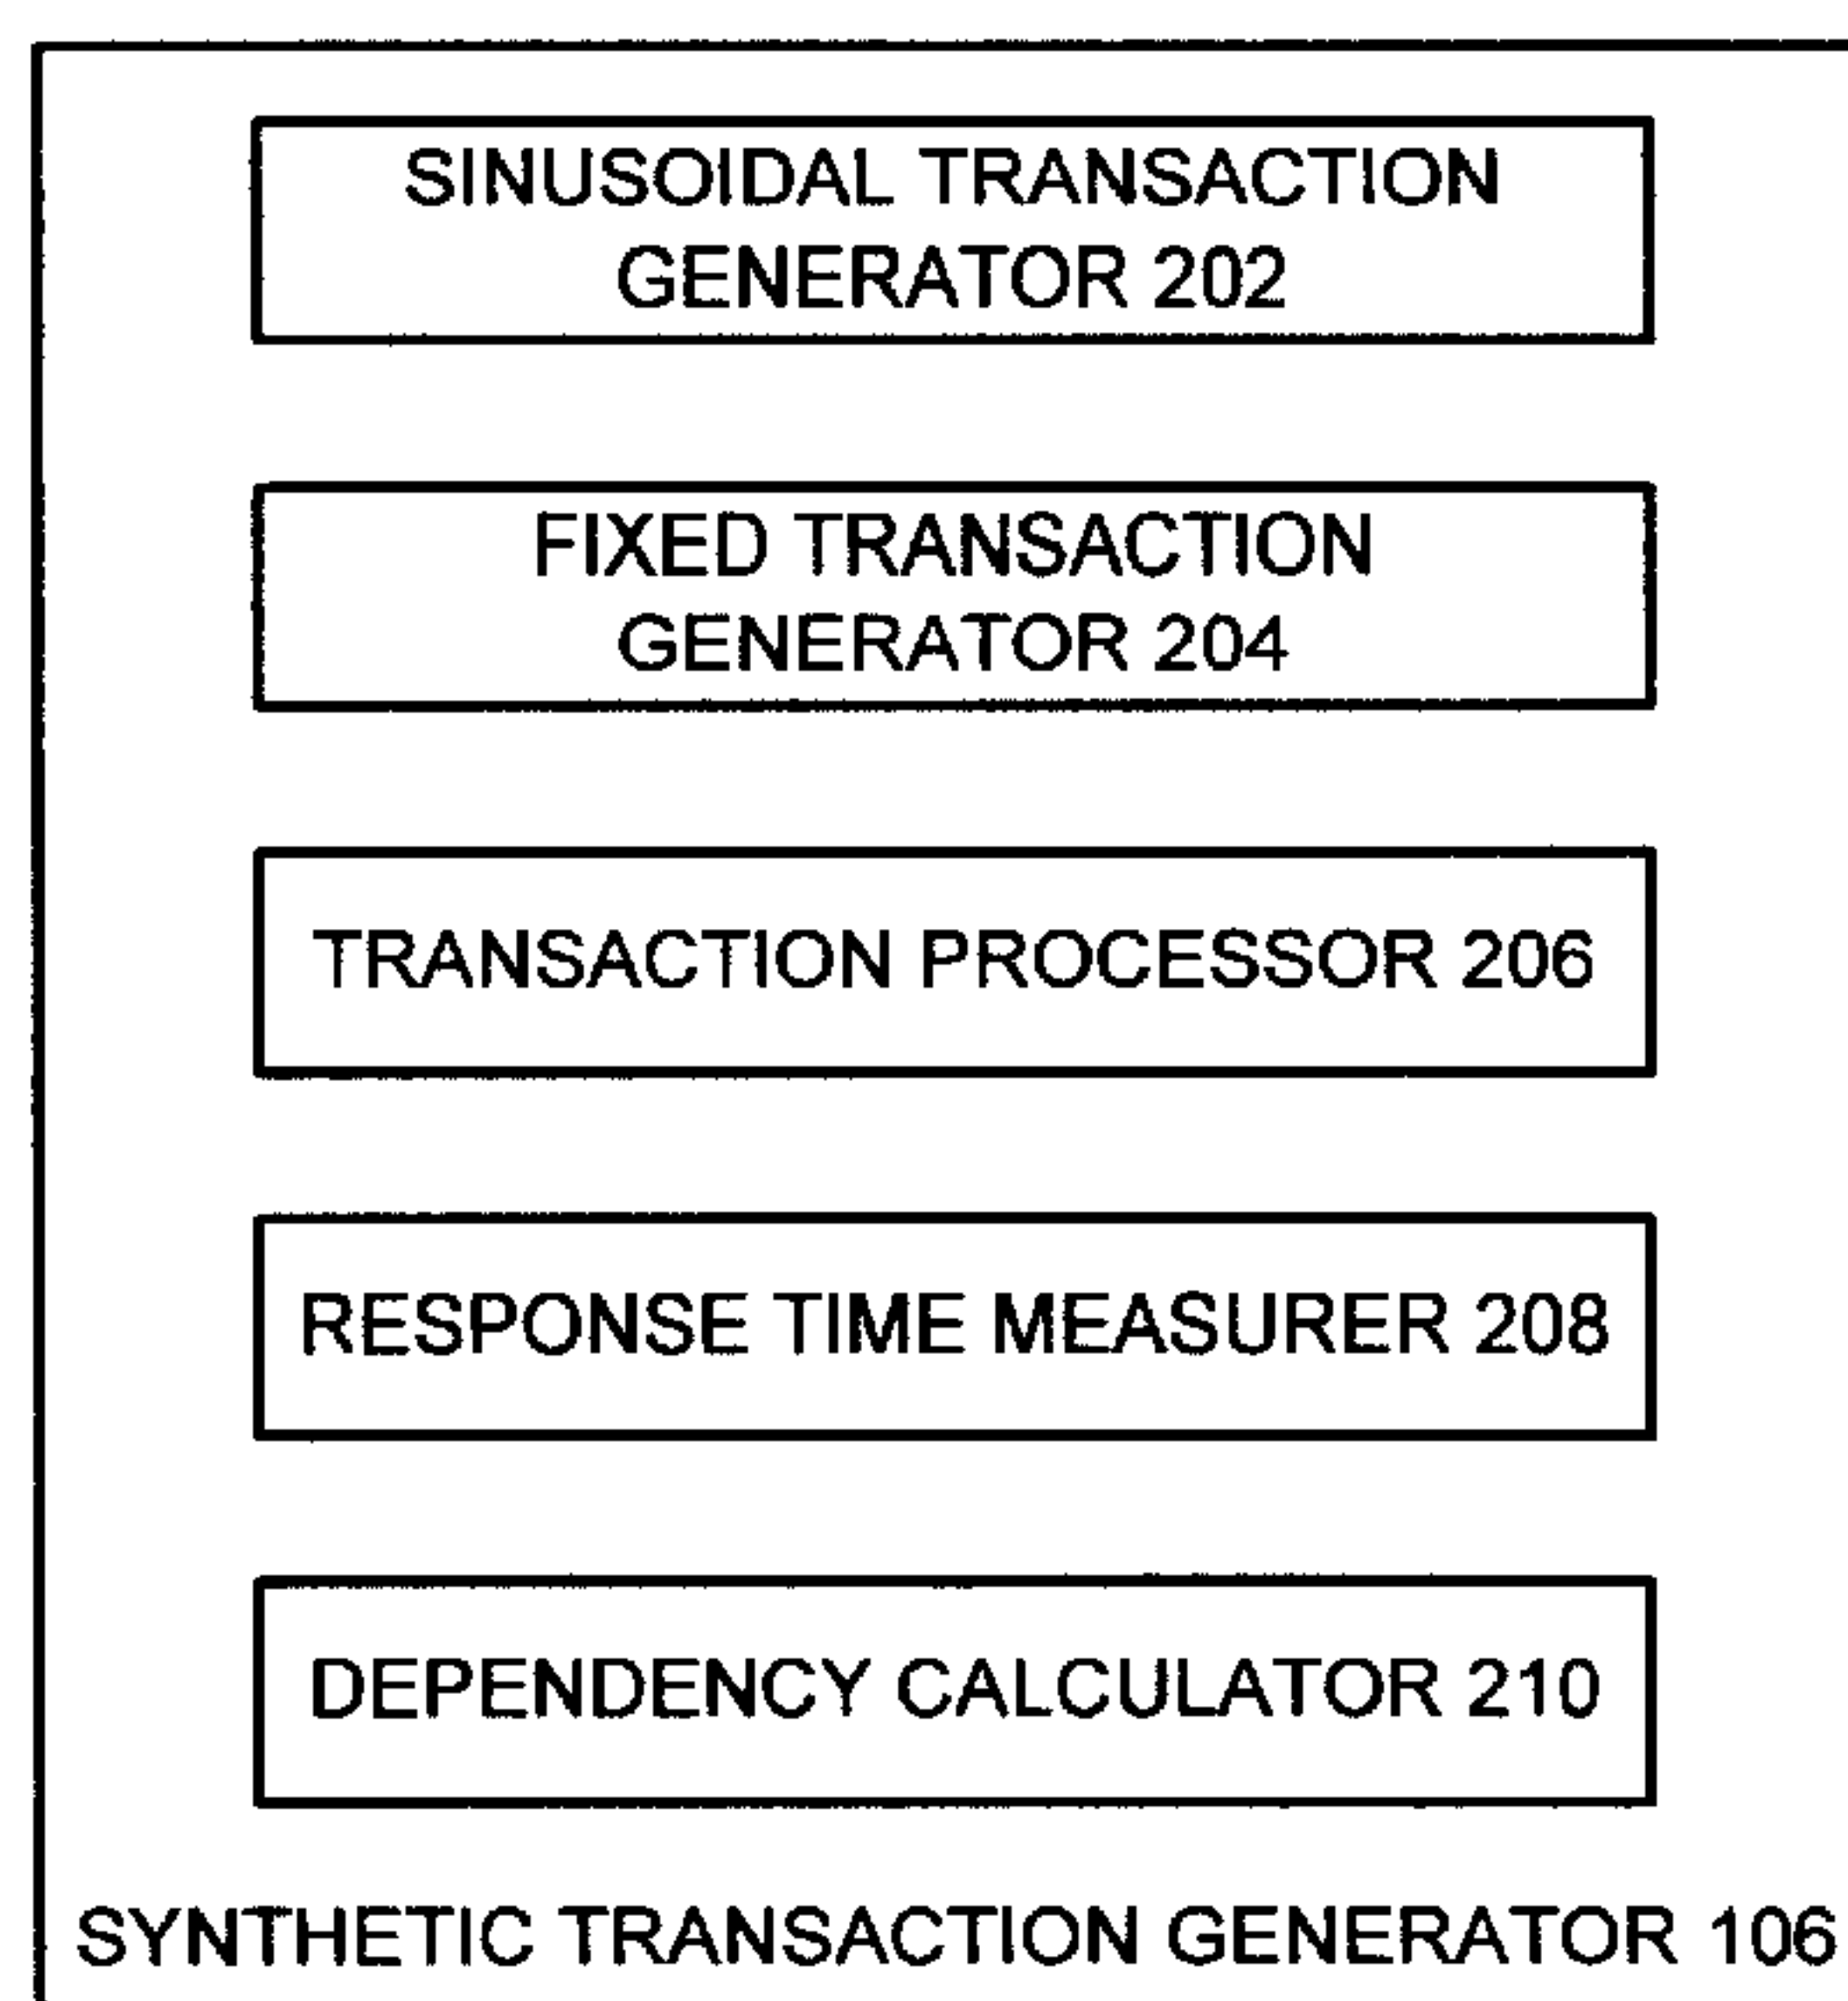 SINUSOIDAL TRANSACTION
GENERATOR 202
FIXED TRANSACTION
GENERATOR 204
TRANSACTION PROCESSOR 206
RESPONSE TIME MEASURER 208
DEPENDENCY CALCULATOR 210
SYNTHETIC TRANSACTION GENERATOR 106